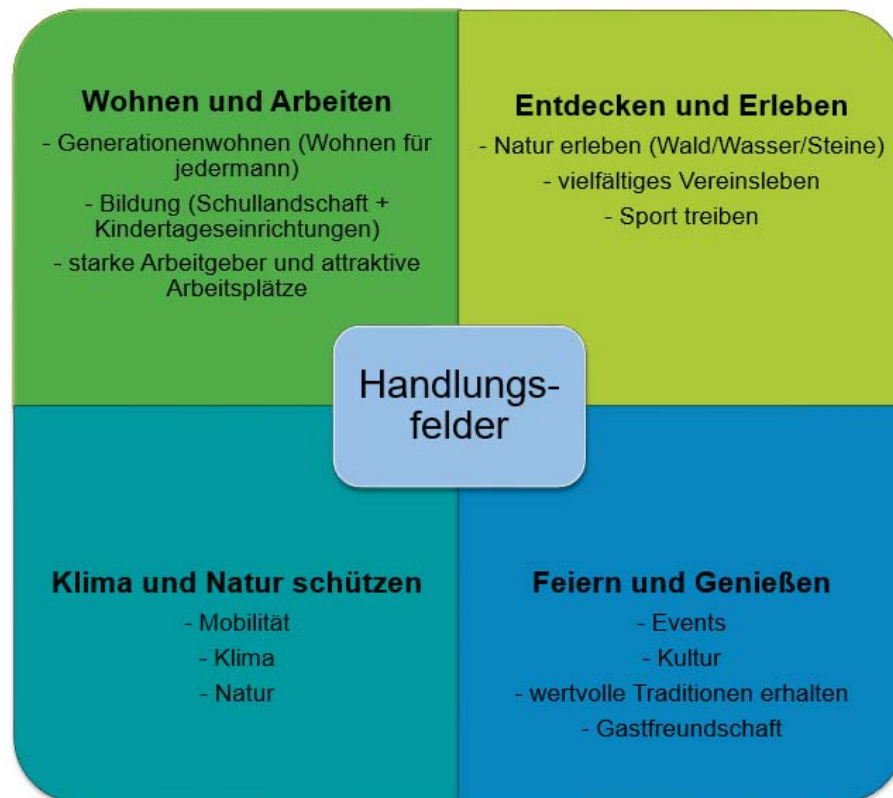 Wohnen und Arbeiten
- Generationenwohnen (Wohnen für
jedermann)
- Bildung (Schullandschaft +
Kindertageseinrichtungen)
- starke Arbeitgeber und attraktive
Arbeitsplätze
Entdecken und Erleben
- Natur erleben (Wald/Wasser/Steine)
- vielfältiges Vereinsleben
- Sport treiben
Handlungs-
felder
Klima und Natur schützen
- Mobilität
- Klima
- Natur
Feiern und Genießen
- Events
- Kultur
- wertvolle Traditionen erhalten
- Gastfreundschaft